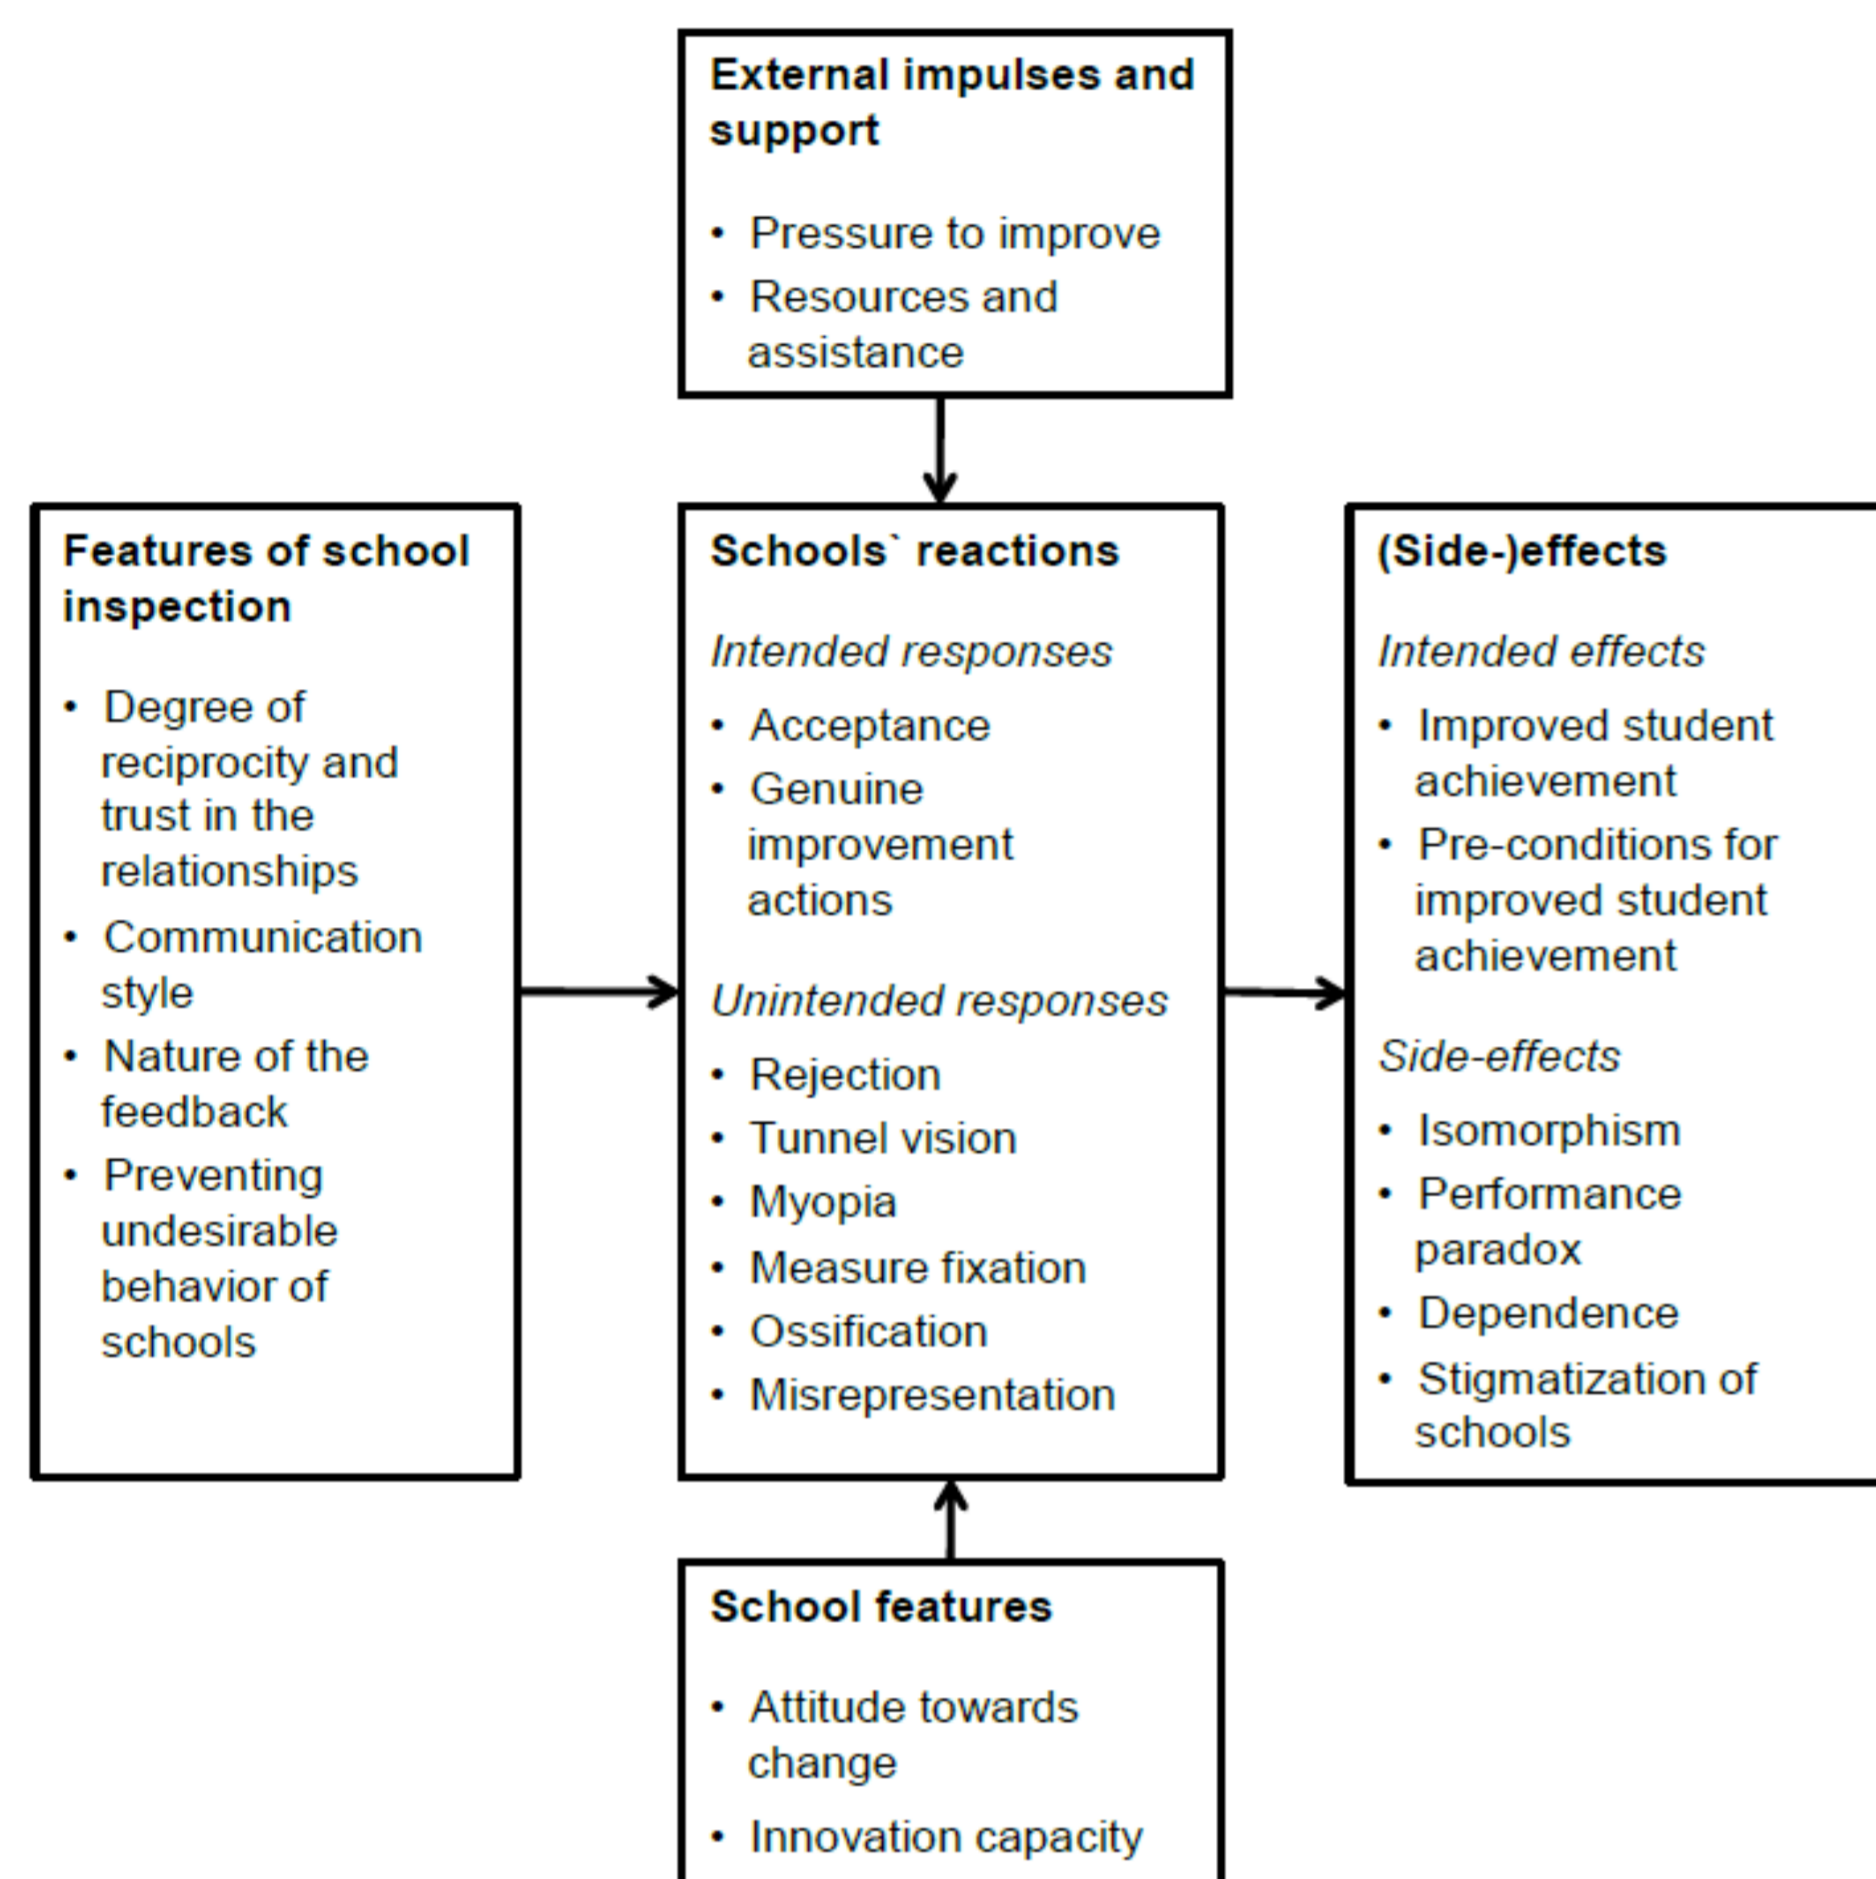 External impulses and
support
• Pressure to improve
• Resources and
assistance
Features of school
inspection
• Degree of
reciprocity and
trust in the
relationships
• Communication
style
• Nature of the
feedback
• Preventing
undesirable
behavior of
schools
Schools` reactions
Intended responses
• Acceptance
• Genuine
improvement
actions
Unintended responses
• Rejection
• Tunnel vision
• Myopia
• Measure fixation
• Ossification
• Misrepresentation
(Side-)effects
Intended effects
• Improved student
achievement
• Pre-conditions for
improved student
achievement
Side-effects
• Isomorphism
• Performance
paradox
• Dependence
• Stigmatization of
schools
School features
• Attitude towards
change
• Innovation capacity